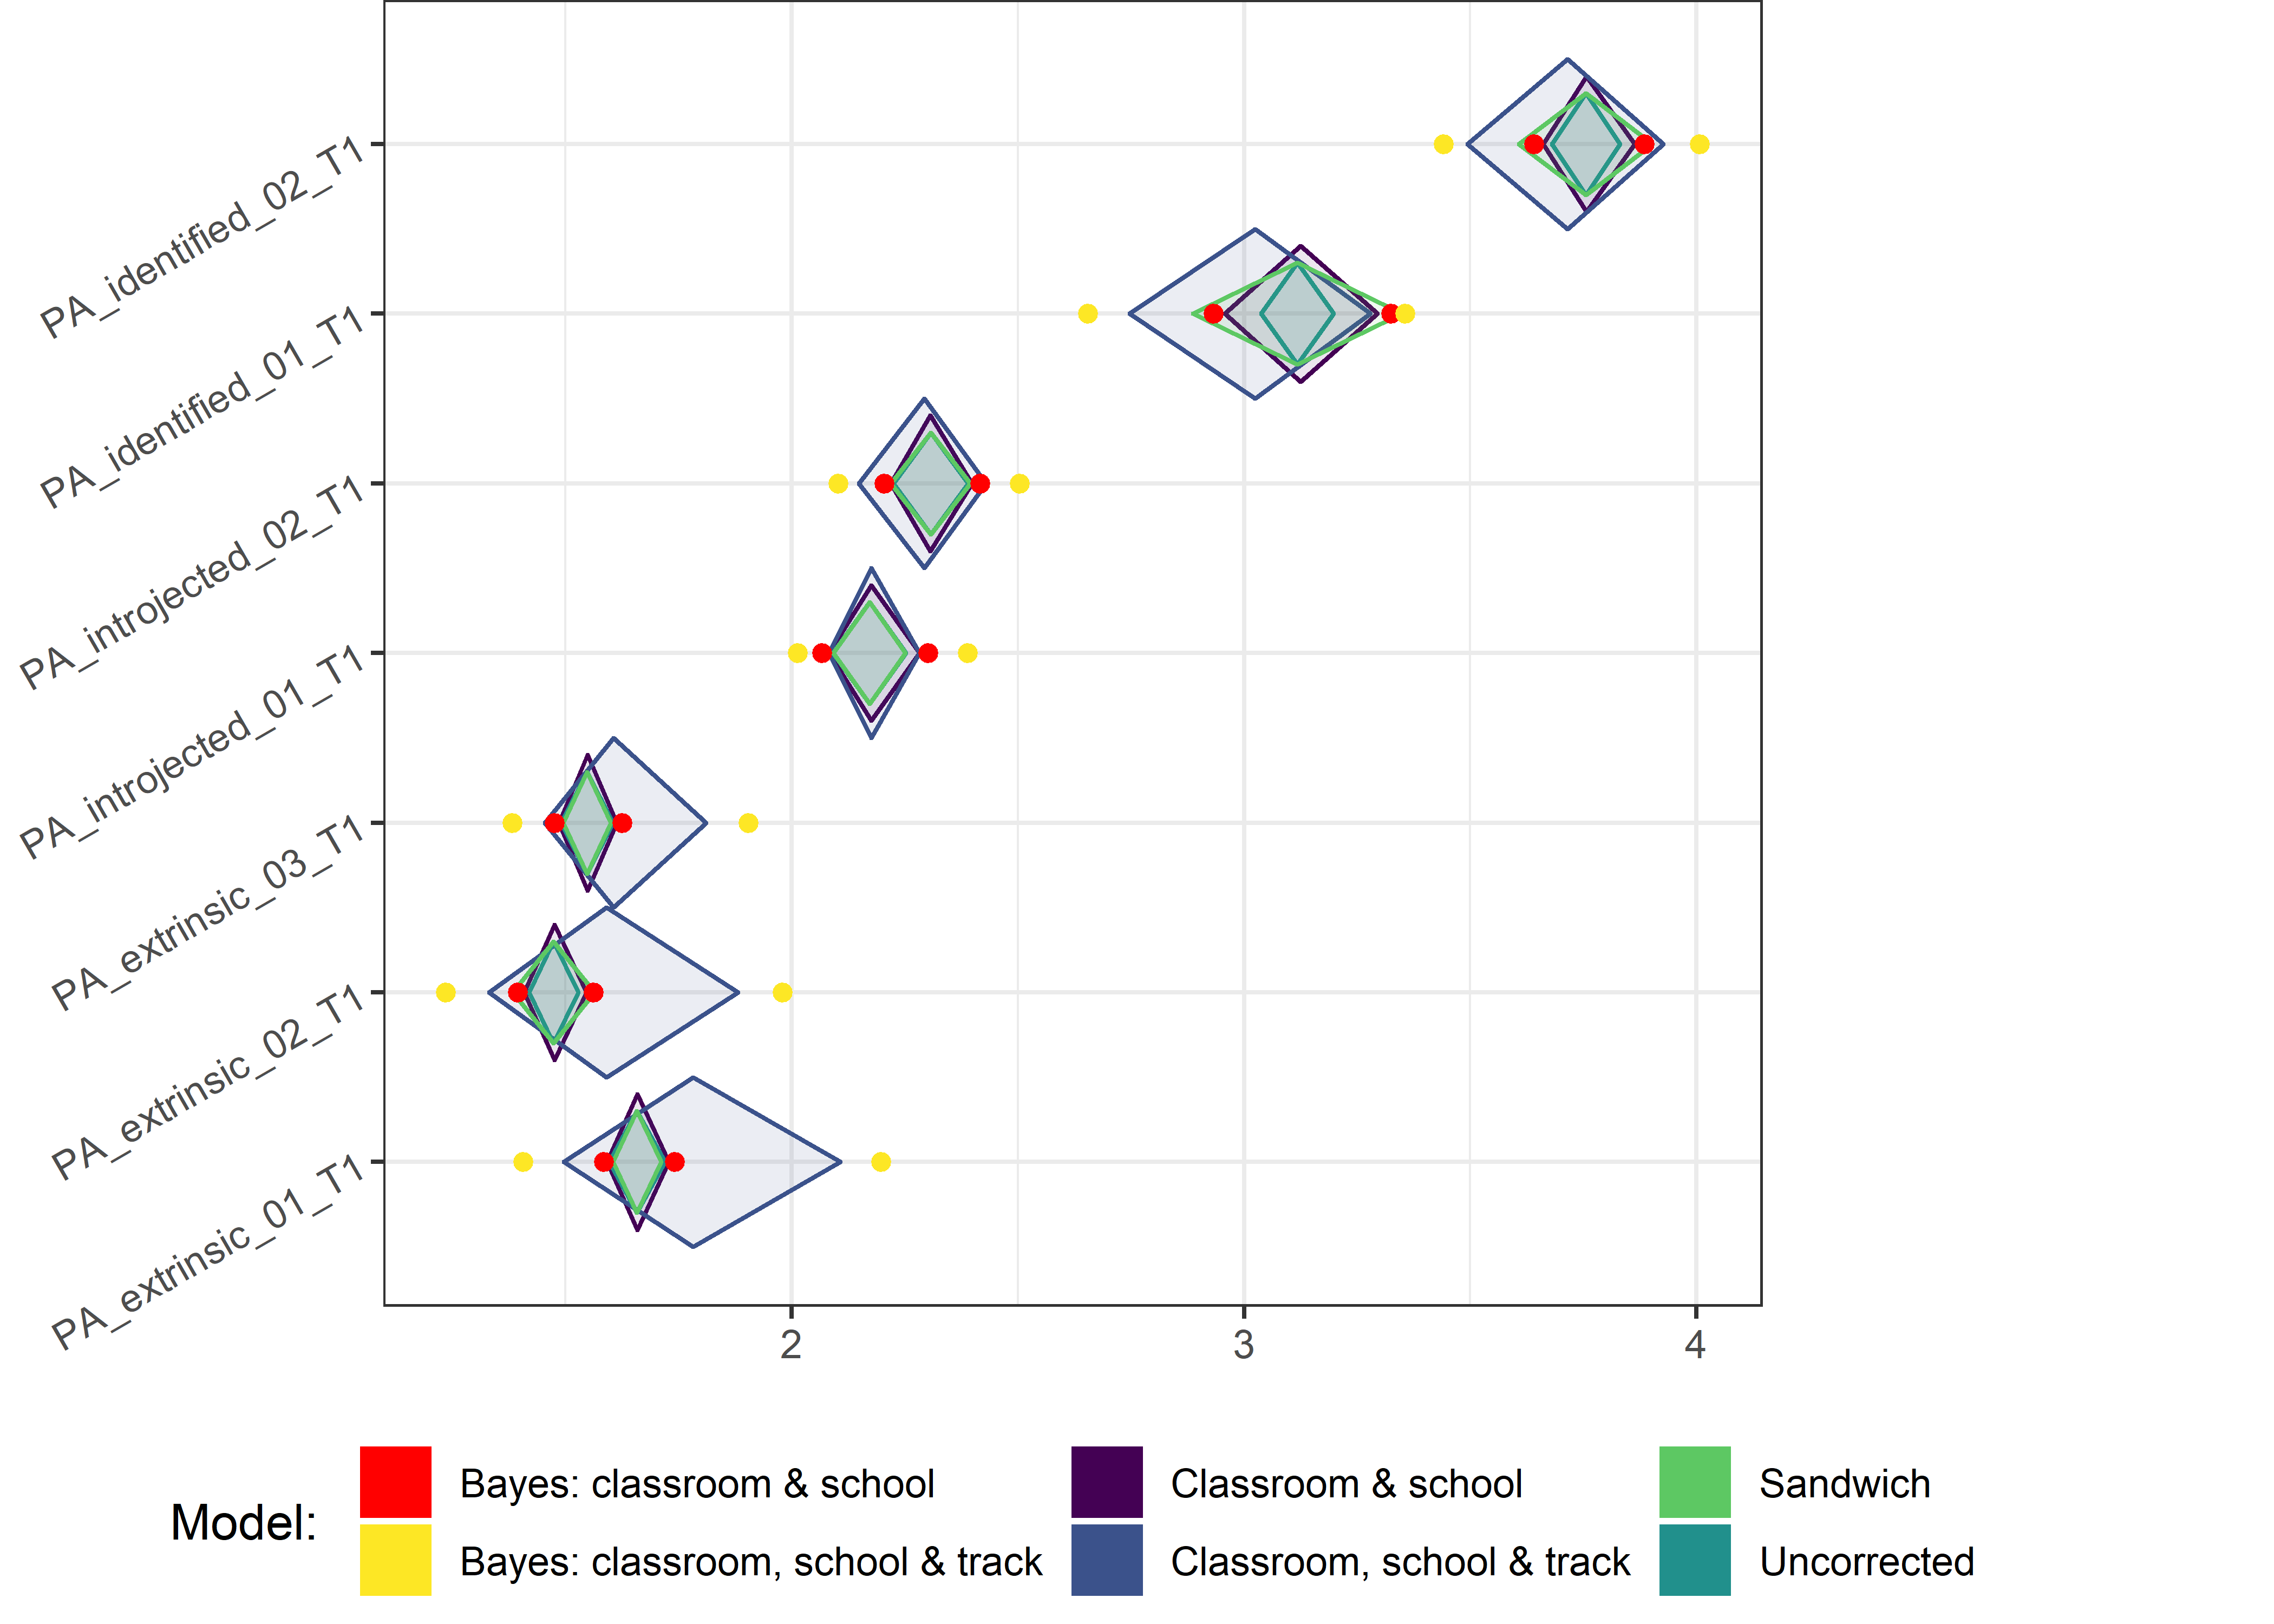 PA_identified_02_T1
PA_identified_01_T1
PA_introjected_02_T1
PA_introjected_01_T1
PA_extrinsic_03_T1
PA_extrinsic_02_T1
PA_extrinsic_01_T1
2 3 4
Model:
Bayes: classroom & school
Classroom & school
Sandwich
Bayes: classroom, school & track
Classroom, school & track
Uncorrected